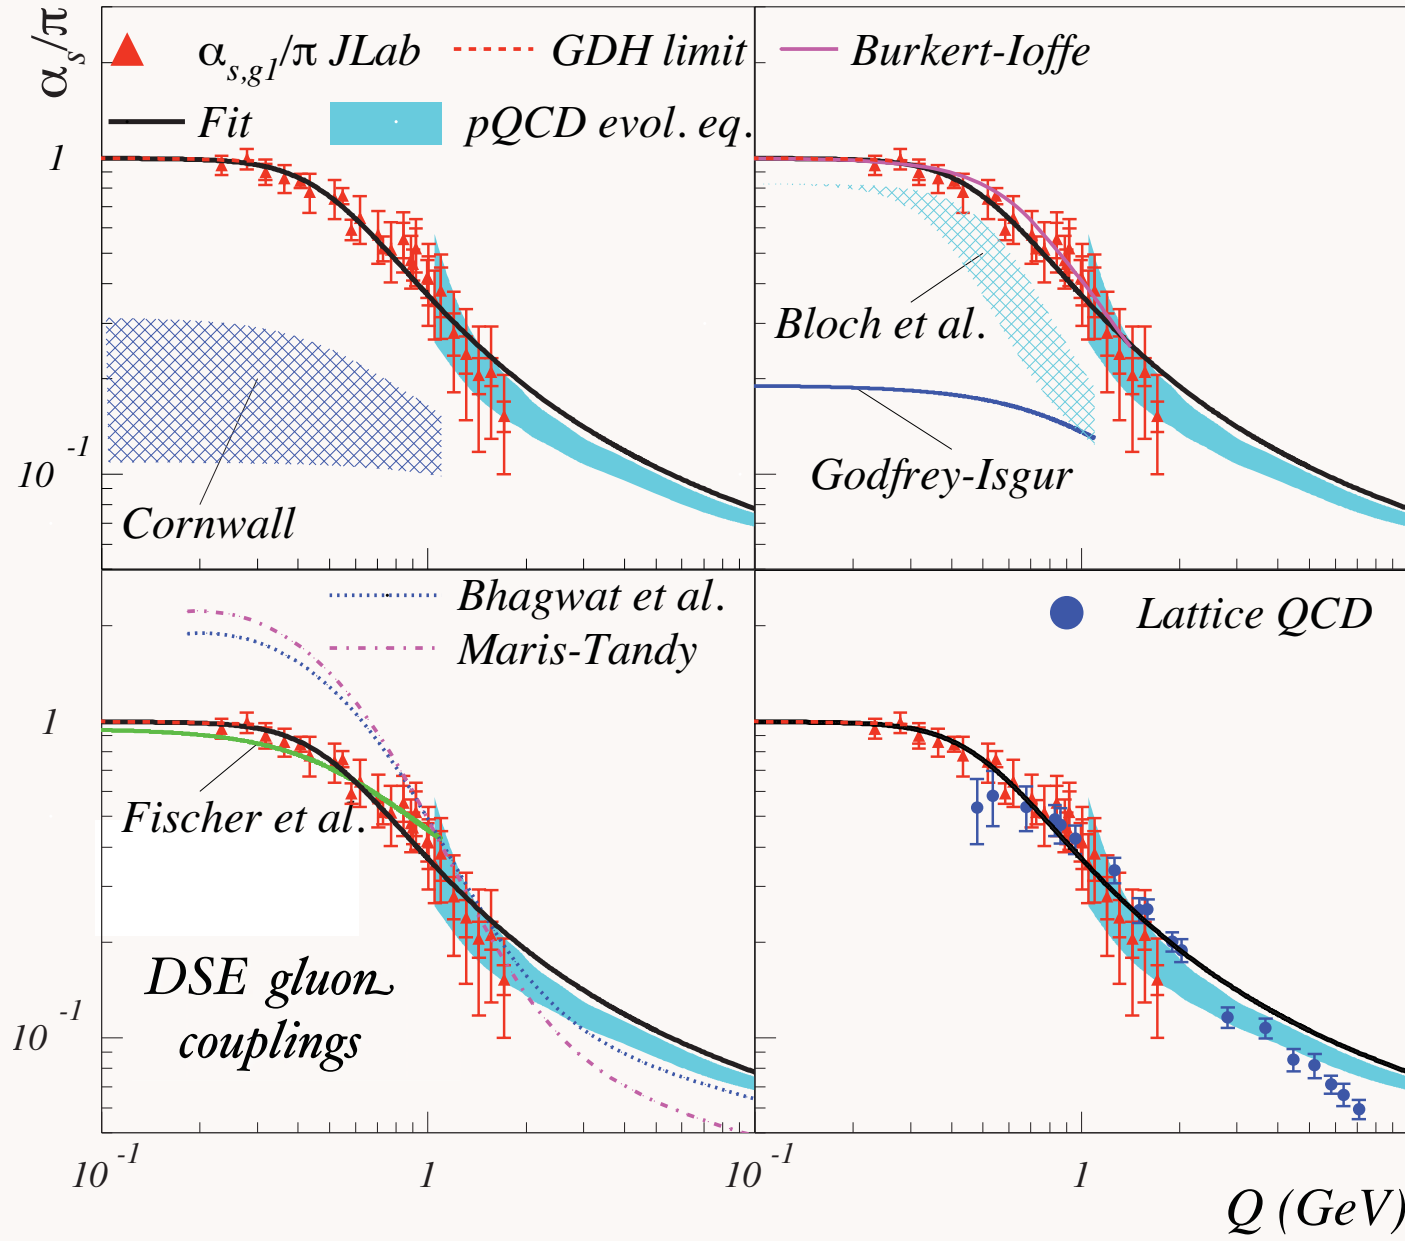 α_s/π
α_{s,g1}/π JLab
GDH limit
Burkert-Ioffe
Fit
pQCD evol. eq.
1
Bloch et al.
10^-1
Godfrey-Isgur
Cornwall
Bhagwat et al.
Maris-Tandy
Lattice QCD
1
Fischer et al.
DSE gluon
couplings
10^-1
10^-1
1
10^-1
1
Q (GeV)